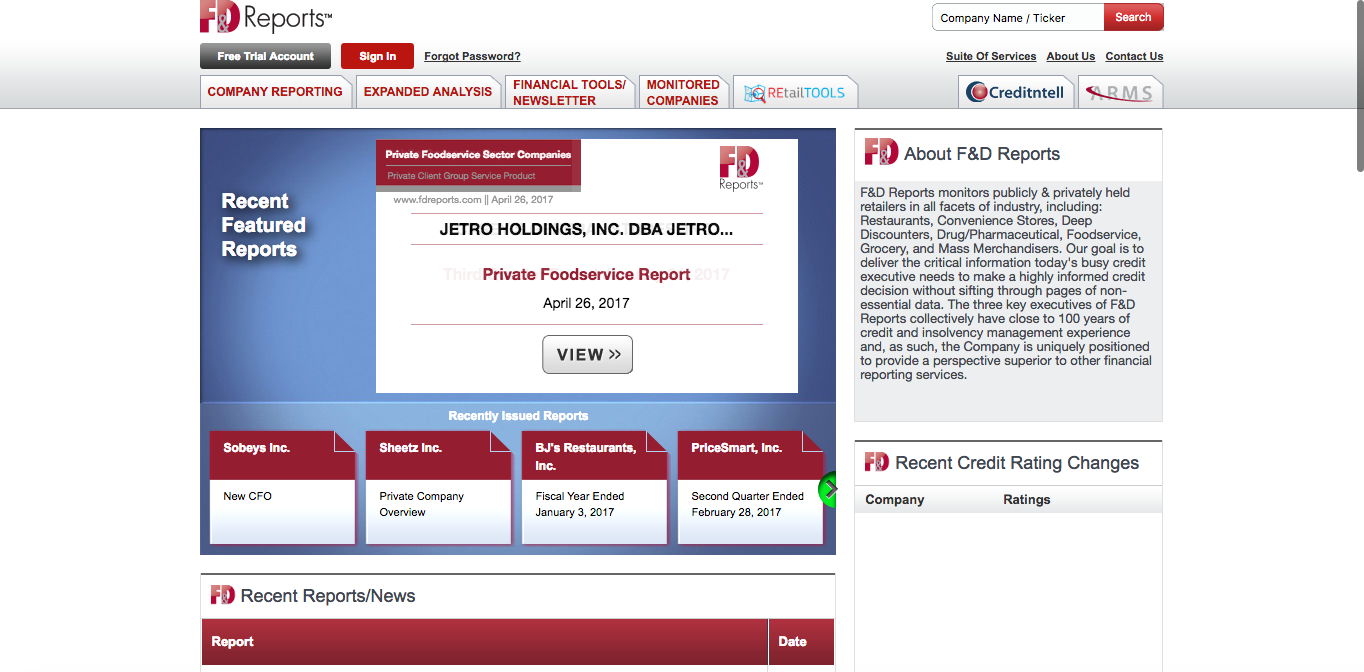 F&D Reports™
Company Name / Ticker
Search
Free Trial Account
Sign In
Forgot Password?
Suite Of Services
About Us
Contact Us
COMPANY REPORTING
EXPANDED ANALYSIS
FINANCIAL TOOLS/
NEWSLETTER
MONITORED
COMPANIES
REtailTOOLS
Creditntell
ARMS
Recent
Featured
Reports
Private Foodservice Sector Companies
Private Client Group Service Product
F&D
Reports™
www.fdreports.com || April 26, 2017
JETRO HOLDINGS, INC. DBA JETRO...
Third Private Foodservice Report 2017
April 26, 2017
VIEW >>
Recently Issued Reports
Sobeys Inc.
New CFO
Sheetz Inc.
Private Company
Overview
BJ's Restaurants,
Inc.
Fiscal Year Ended
January 3, 2017
PriceSmart, Inc.
Second Quarter Ended
February 28, 2017
F&D About F&D Reports
F&D Reports monitors publicly & privately held
retailers in all facets of industry, including:
Restaurants, Convenience Stores, Deep
Discounters, Drug/Pharmaceutical, Foodservice,
Grocery, and Mass Merchandisers. Our goal is to
deliver the critical information today's busy credit
executive needs to make a highly informed credit
decision without sifting through pages of non-
essential data. The three key executives of F&D
Reports collectively have close to 100 years of
credit and insolvency management experience
and, as such, the Company is uniquely positioned
to provide a perspective superior to other financial
reporting services.
F&D Recent Credit Rating Changes
Company Ratings
F&D Recent Reports/News
Report Date